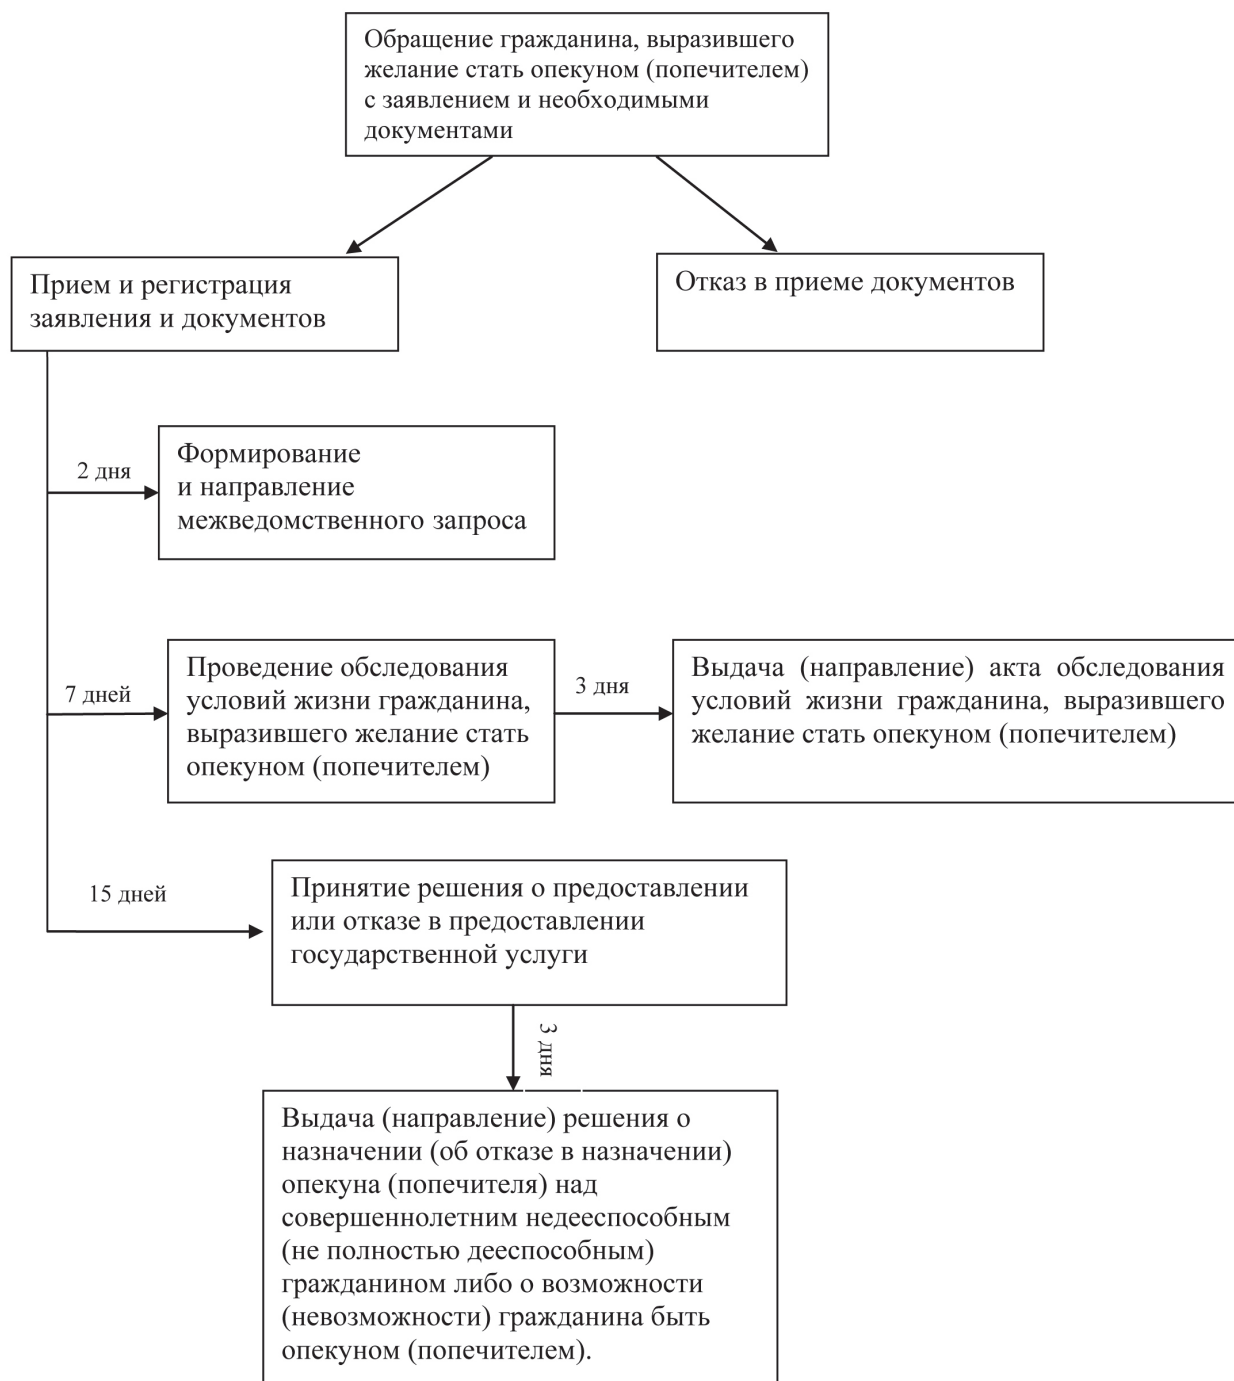 Обращение гражданина, выразившего
желание стать опекуном (попечителем)
с заявлением и необходимыми
документами
Прием и регистрация
заявления и документов
Отказ в приеме документов
2 дня
Формирование
и направление
межведомственного запроса
7 дней
Проведение обследования
условий жизни гражданина,
выразившего желание стать
опекуном (попечителем)
3 дня
Выдача (направление) акта обследования
условий жизни гражданина, выразившего
желание стать опекуном (попечителем)
15 дней
Принятие решения о предоставлении
или отказе в предоставлении
государственной услуги
3 дня
Выдача (направление) решения о
назначении (об отказе в назначении)
опекуна (попечителя) над
совершеннолетним недееспособным
(не полностью дееспособным)
гражданином либо о возможности
(невозможности) гражданина быть
опекуном (попечителем).